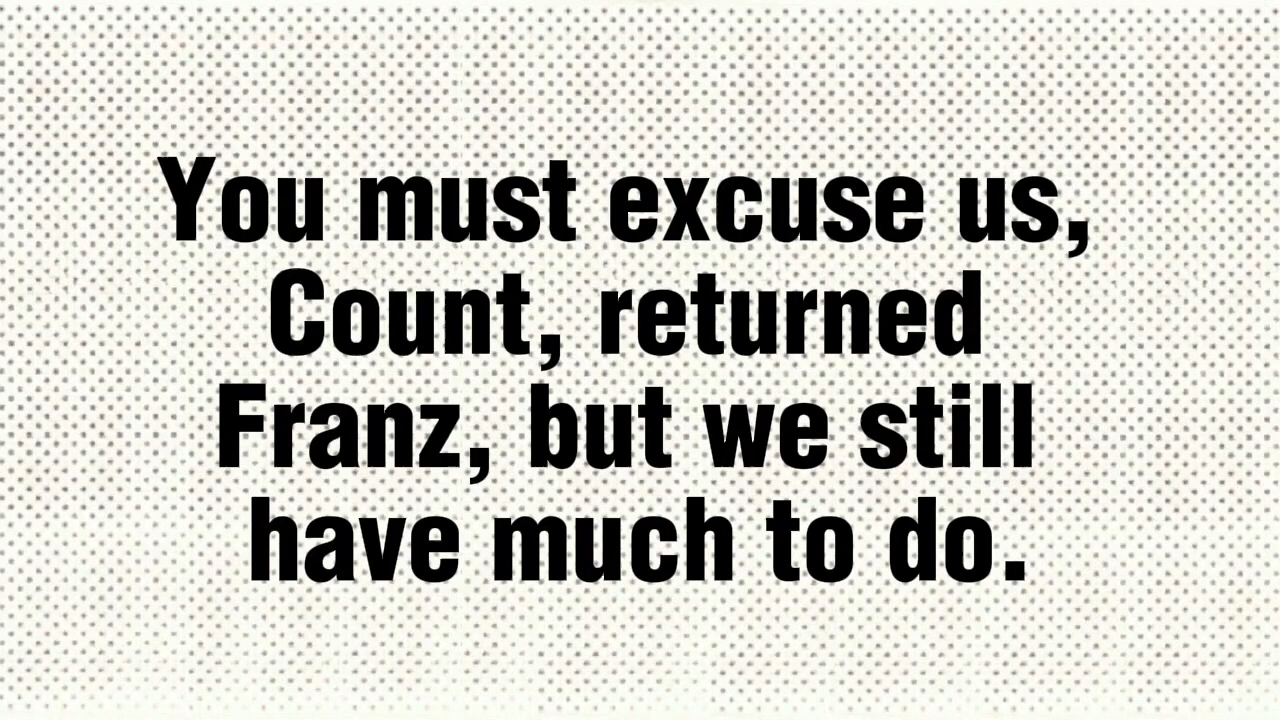 You must excuse us,
Count, returned
Franz, but we still
have much to do.